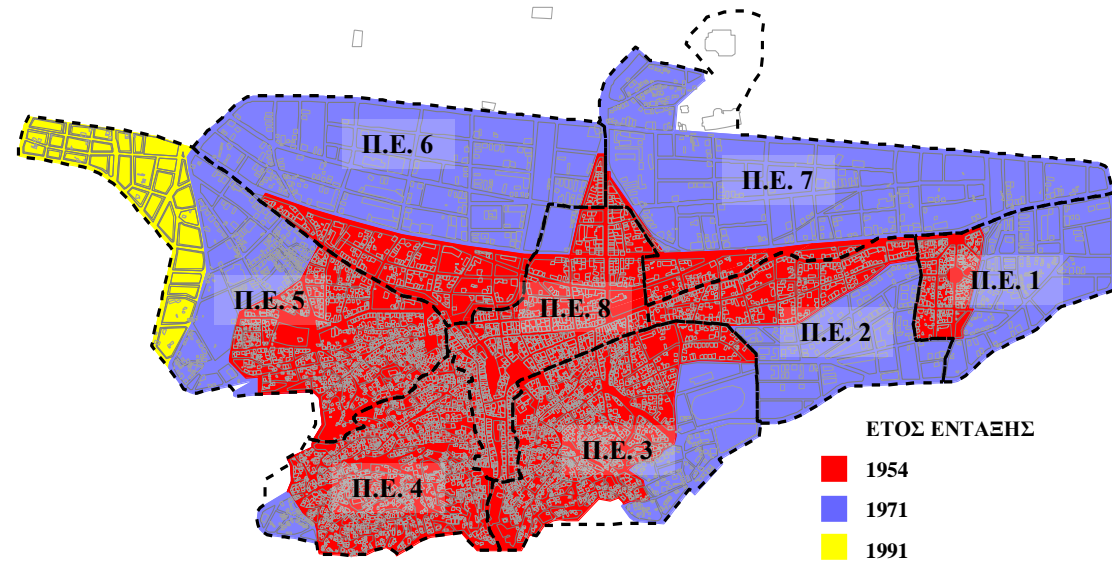 Π.Ε. 6
Π.Ε. 7
Π.Ε. 1
Π.Ε. 5
Π.Ε. 8
Π.Ε. 2
Π.Ε. 3
Π.Ε. 4
ΕΤΟΣ ΕΝΤΑΞΗΣ
1954
1971
1991